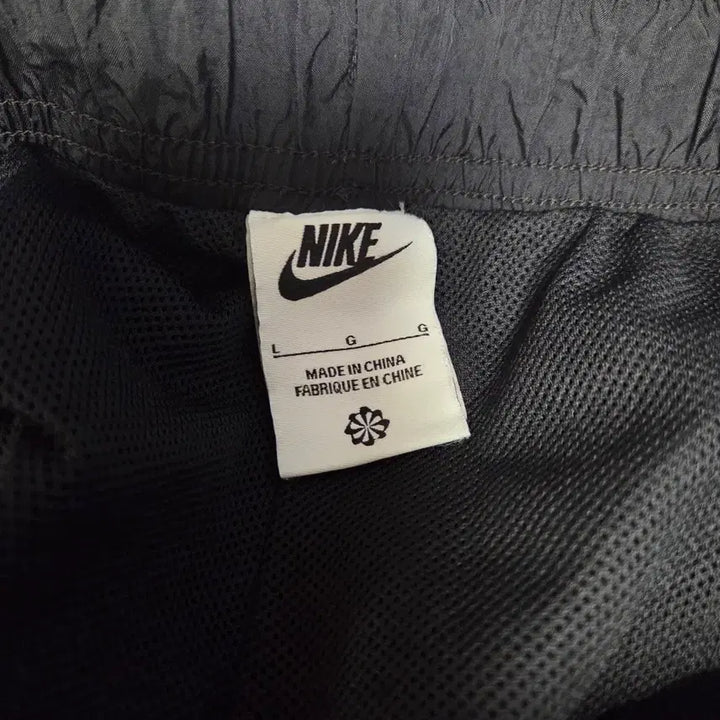 NIKE
L G G
MADE IN CHINA
FABRIQUE EN CHINE